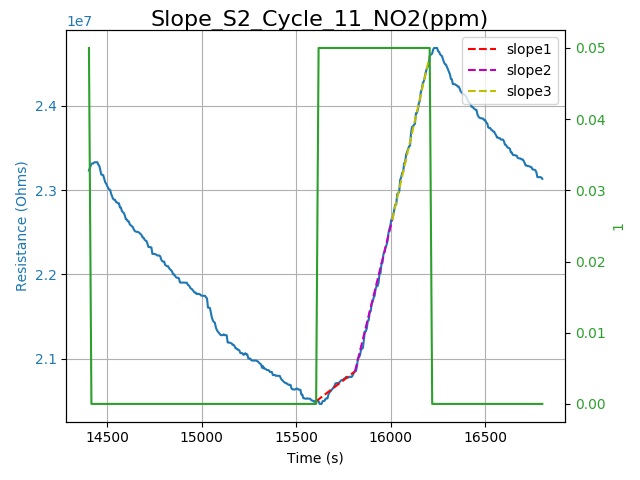 Slope_S2_Cycle_11_NO2(ppm)
1e7
slope1
slope2
slope3
2.4
2.3
2.2
2.1
Resistance (Ohms)
0.05
0.04
0.03
0.02
0.01
0.00
1
14500 15000 15500 16000 16500
Time (s)